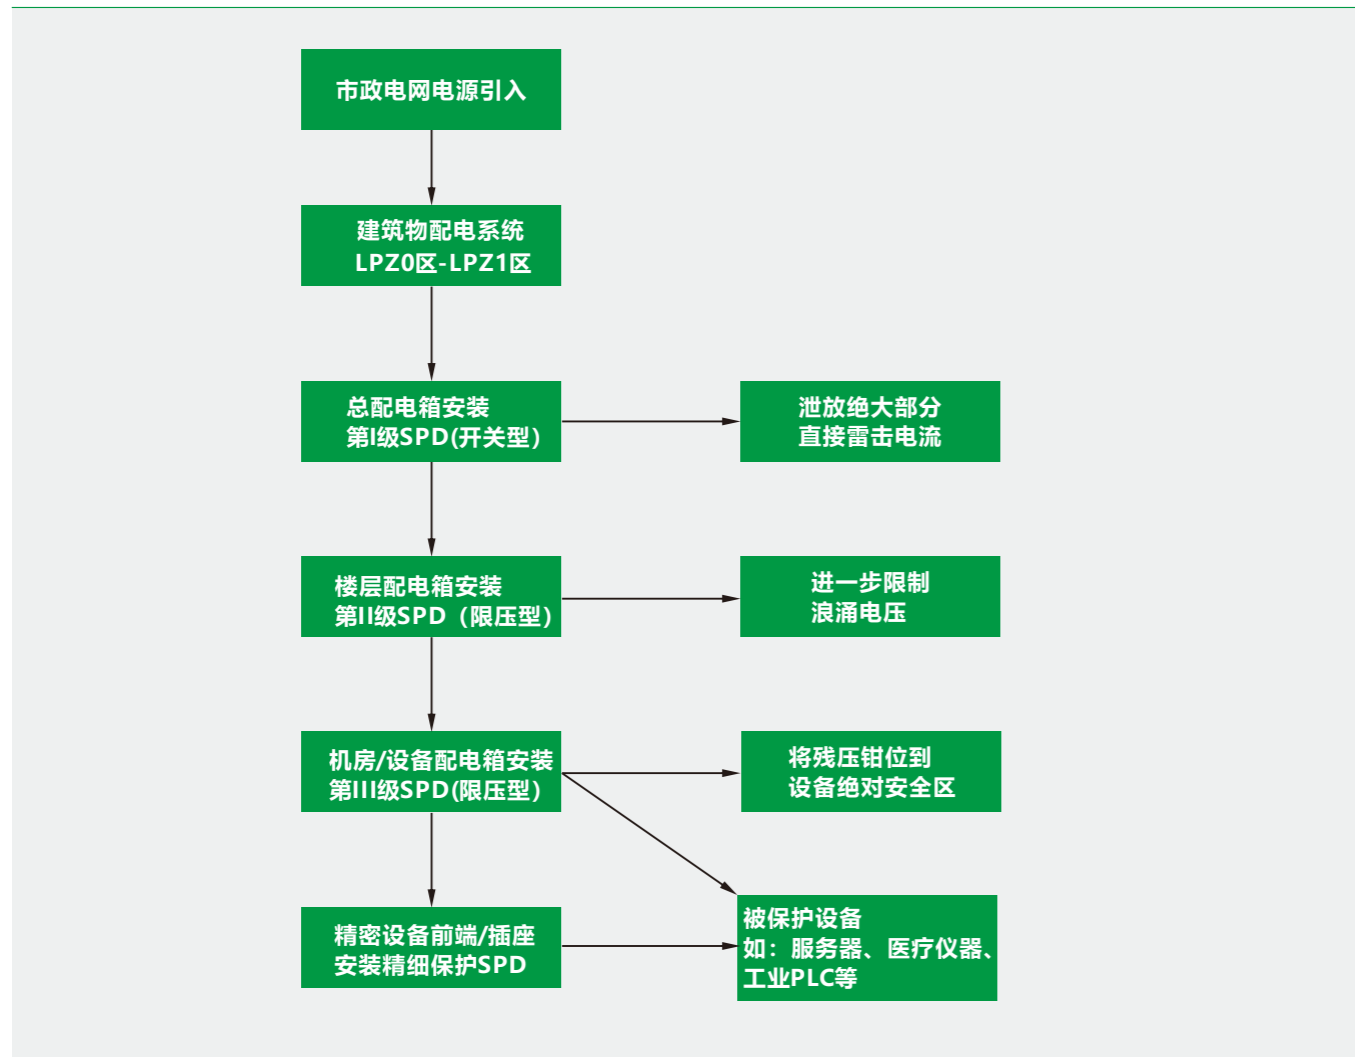 市政电网电源引入
建筑物配电系统
LPZ0区-LPZ1区
总配电箱安装
第I级SPD(开关型）
泄放绝大部分
直接雷击电流
楼层配电箱安装
第II级SPD（限压型）
进一步限制
浪涌电压
机房/设备配电箱安装
第III级SPD(限压型）
将残压钳位到
设备绝对安全区
精密设备前端/插座
安装精细保护SPD
被保护设备
如：服务器、医疗仪器、
工业PLC等